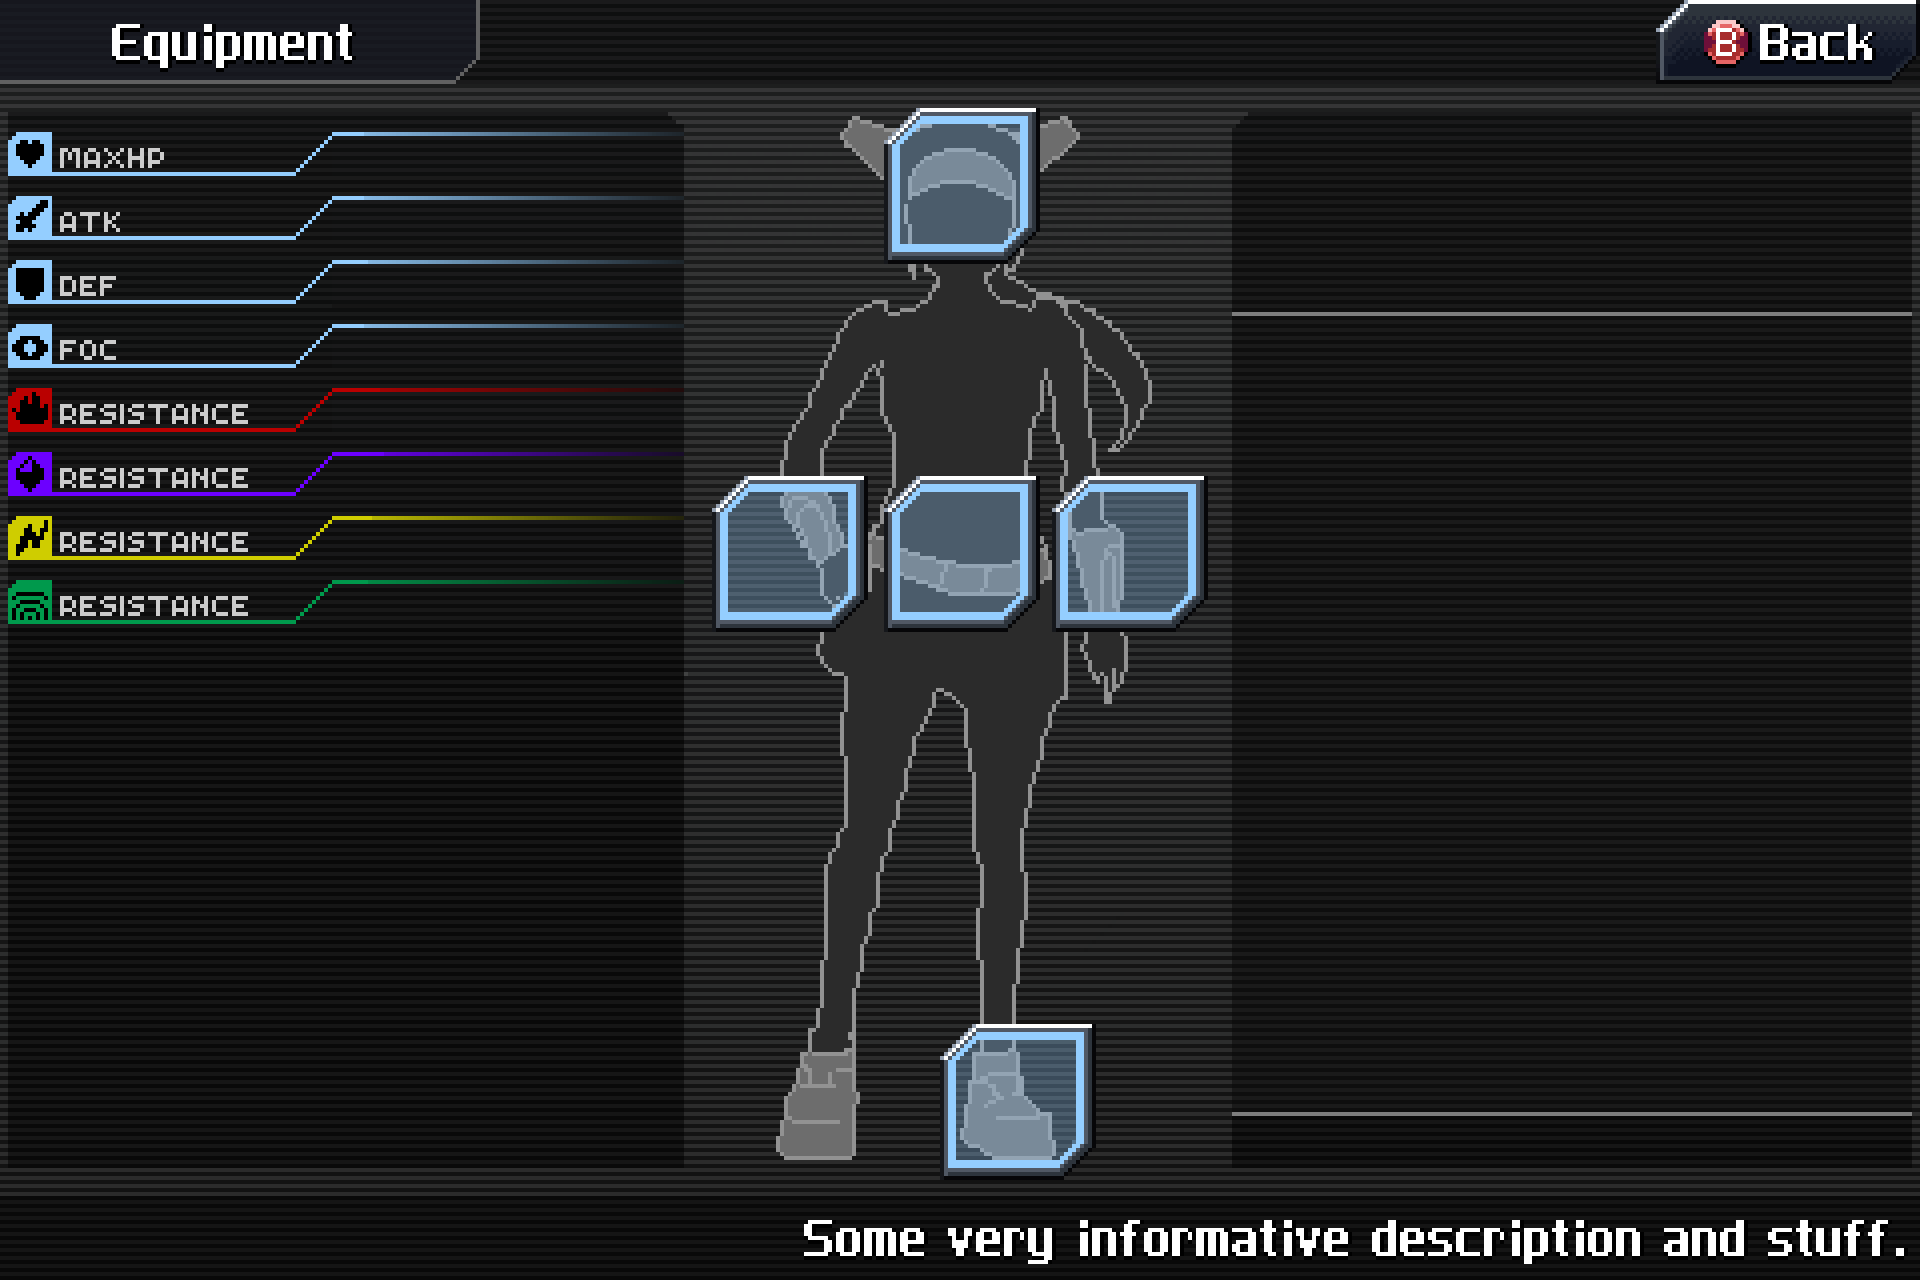 Equipment
B Back
MAXHP
ATK
DEF
FOC
RESISTANCE
RESISTANCE
RESISTANCE
RESISTANCE
Some very informative description and stuff.